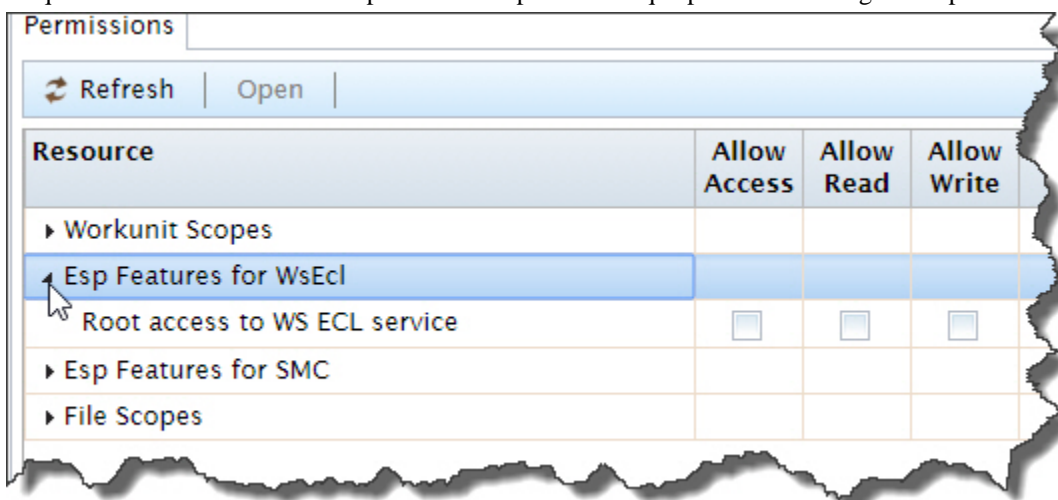 Permissions
Refresh Open
Resource Allow Access Allow Read Allow Write
Workunit Scopes
Esp Features for WsEcl
Root access to WS ECL service
Esp Features for SMC
File Scopes